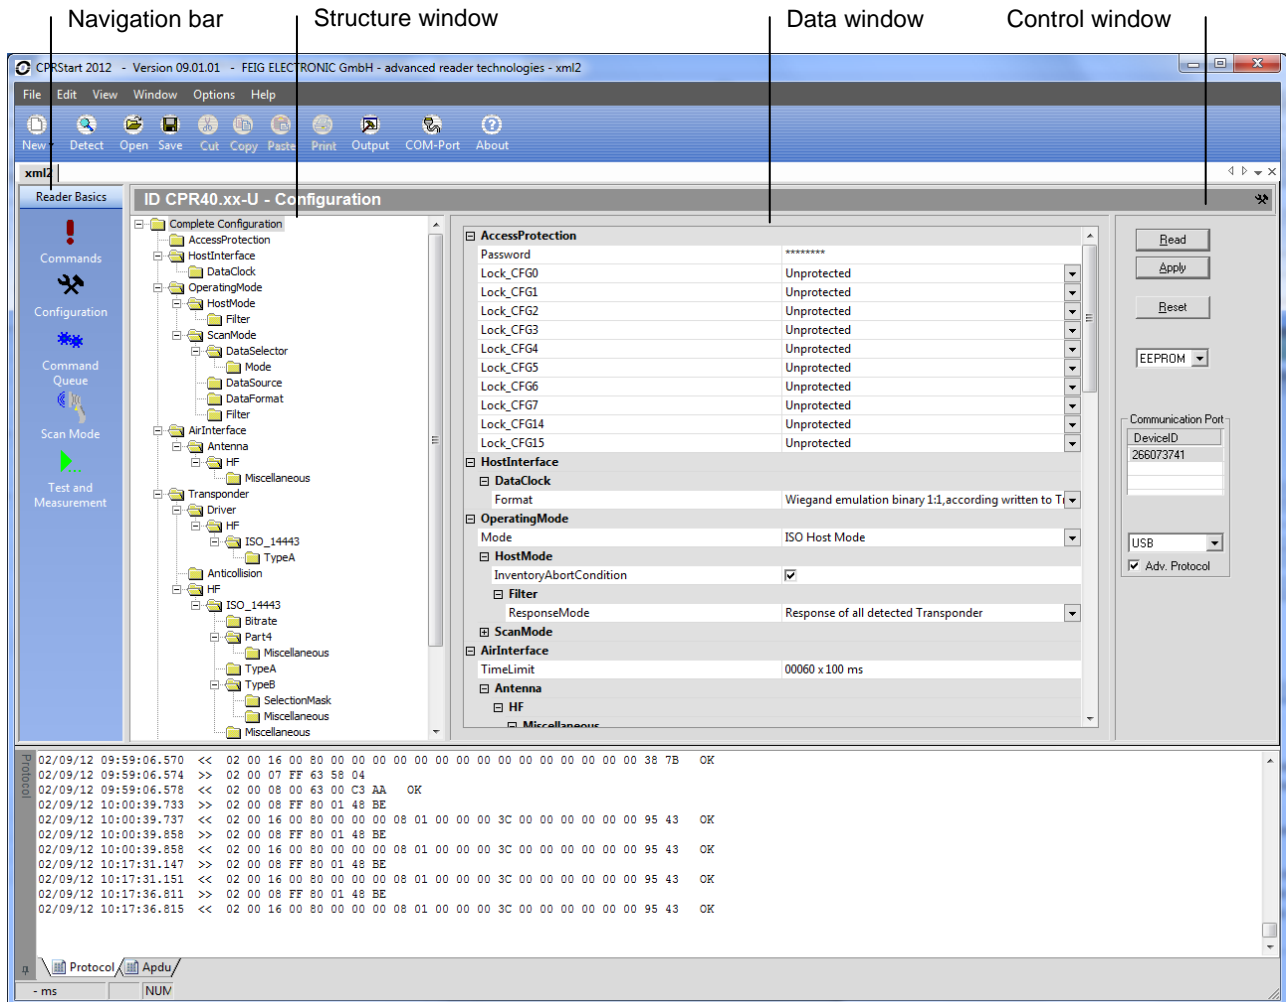 Navigation bar
Structure window
Data window
Control window
CPRStart 2012 - Version 09.01.01 - FEIG ELECTRONIC GmbH - advanced reader technologies - xml2
File Edit View Window Options Help
New Detect Open Save Cut Copy Paste Print Output COM-Port About
xml2
Reader Basics
Commands
Configuration
Command
Queue
Scan Mode
Test and
Measurement
ID CPR40.xx-U - Configuration
Complete Configuration
AccessProtection
HostInterface
DataClock
OperatingMode
HostMode
Filter
ScanMode
DataSelector
Mode
DataSource
DataFormat
Filter
AirInterface
Antenna
HF
Miscellaneous
Transponder
Driver
HF
ISO_14443
TypeA
Anticollision
HF
ISO_14443
Bitrate
Part4
Miscellaneous
TypeA
TypeB
SelectionMask
Miscellaneous
Miscellaneous
AccessProtection
Password ********
Lock_CFG0 Unprotected
Lock_CFG1 Unprotected
Lock_CFG2 Unprotected
Lock_CFG3 Unprotected
Lock_CFG4 Unprotected
Lock_CFG5 Unprotected
Lock_CFG6 Unprotected
Lock_CFG7 Unprotected
Lock_CFG14 Unprotected
Lock_CFG15 Unprotected
HostInterface
DataClock
Format Wiegand emulation binary 1:1,according written to
OperatingMode
Mode ISO Host Mode
HostMode
InventoryAbortCondition
Filter
ResponseMode Response of all detected Transponder
ScanMode
AirInterface
TimeLimit 00060 x 100 ms
Antenna
HF
Miscellaneous
Read
Apply
Reset
EEPROM
Communication Port
DeviceID
266073741
USB
Adv. Protocol
Protocol
02/09/12 09:59:06.570 << 02 00 16 00 80 00 00 00 00 00 00 00 00 00 00 00 00 00 00 00 38 7B OK
02/09/12 09:59:06.574 >> 02 00 07 FF 63 58 04
02/09/12 09:59:06.578 << 02 00 08 00 63 00 C3 AA OK
02/09/12 10:00:39.733 >> 02 00 08 FF 80 01 48 BE
02/09/12 10:00:39.737 << 02 00 16 00 80 00 00 00 08 01 00 00 00 3C 00 00 00 00 00 00 95 43 OK
02/09/12 10:00:39.858 >> 02 00 08 FF 80 01 48 BE
02/09/12 10:00:39.858 << 02 00 16 00 80 00 00 00 08 01 00 00 00 3C 00 00 00 00 00 00 95 43 OK
02/09/12 10:17:31.147 >> 02 00 08 FF 80 01 48 BE
02/09/12 10:17:31.151 << 02 00 16 00 80 00 00 00 08 01 00 00 00 3C 00 00 00 00 00 00 95 43 OK
02/09/12 10:17:36.811 >> 02 00 08 FF 80 01 48 BE
02/09/12 10:17:36.815 << 02 00 16 00 80 00 00 00 08 01 00 00 00 3C 00 00 00 00 00 00 95 43 OK
Protocol Apdu
- ms NUM